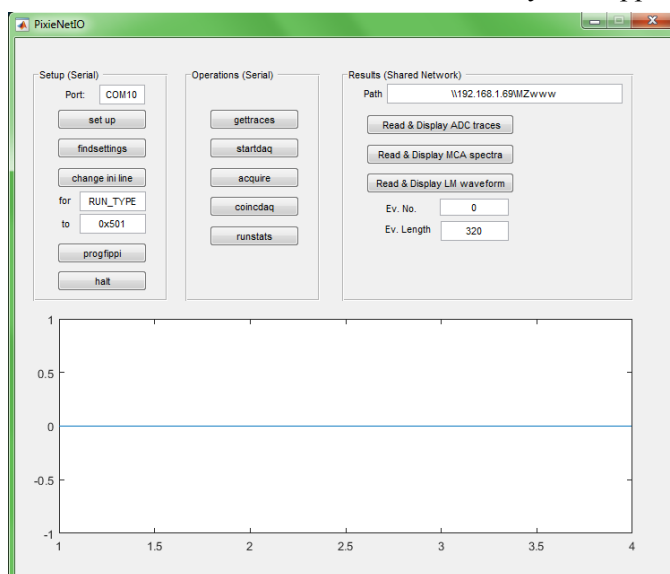 PixieNetIO
Setup (Serial)
Port: COM10
set up
findsettings
change ini line
for RUN_TYPE
to 0x501
progfippi
halt
Operations (Serial)
gettraces
startdaq
acquire
coincdaq
runstats
Results (Shared Network)
Path \\192.168.1.69\MZwww
Read & Display ADC traces
Read & Display MCA spectra
Read & Display LM waveform
Ev. No. 0
Ev. Length 320
1
0.5
0
-0.5
-1
1 1.5 2 2.5 3 3.5 4